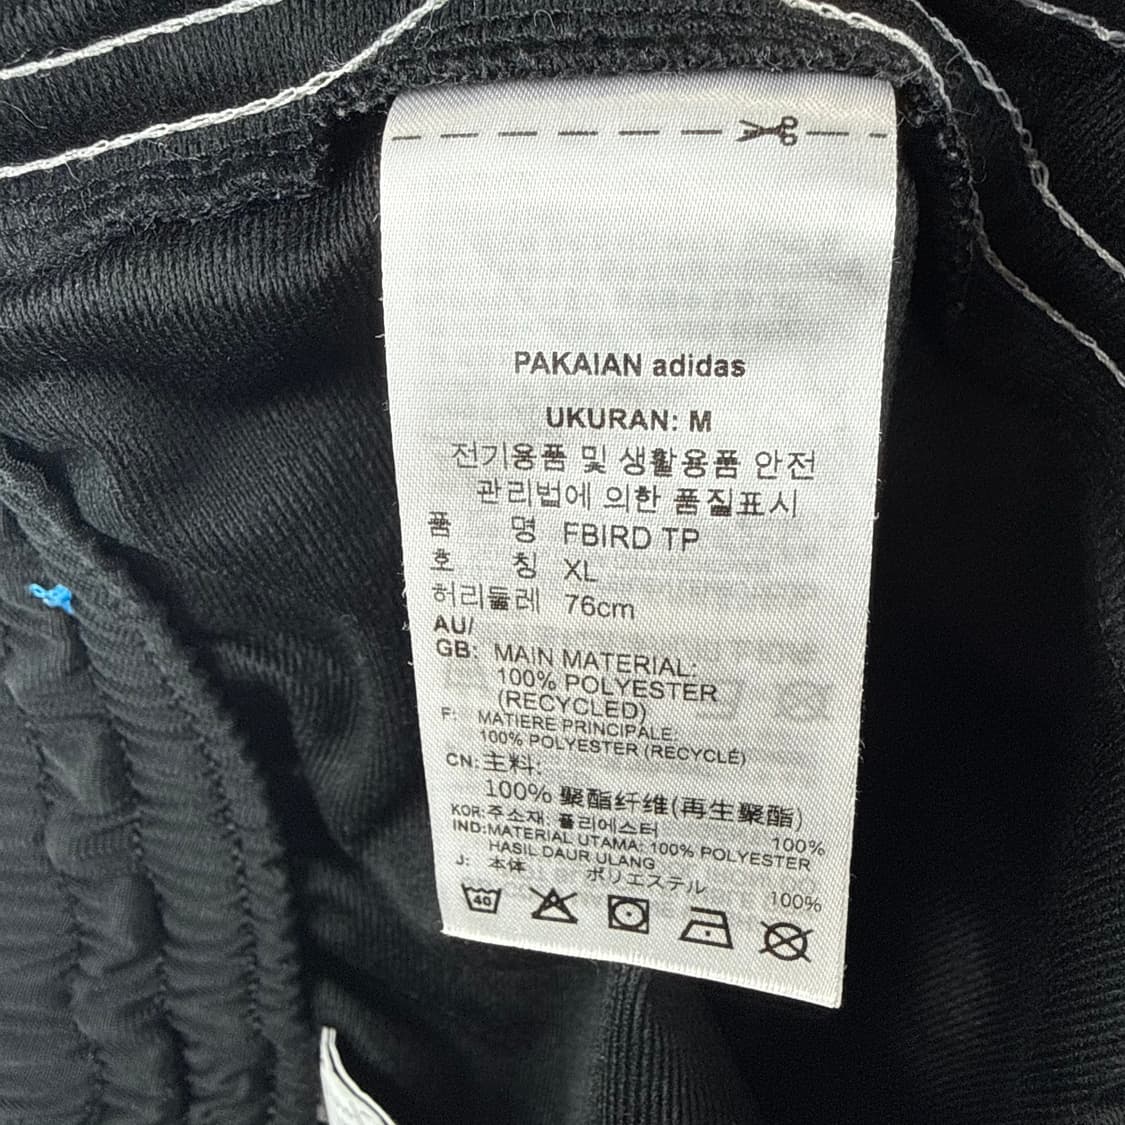 PAKAIAN adidas
UKURAN: M
전기용품 및 생활용품 안전
관리법에 의한 품질표시
품 명 FBIRD TP
호 칭 XL
허리둘레 76cm
AU/
GB: MAIN MATERIAL:
100% POLYESTER
(RECYCLED)
F: MATIERE PRINCIPALE:
100% POLYESTER (RECYCLÉ)
CN: 主料:
100% 聚酯纤维(再生聚酯)
KOR: 주소재: 폴리에스터 100%
IND: MATERIAL UTAMA: 100% POLYESTER
HASIL DAUR ULANG
J: 本体 ポリエステル 100%
40